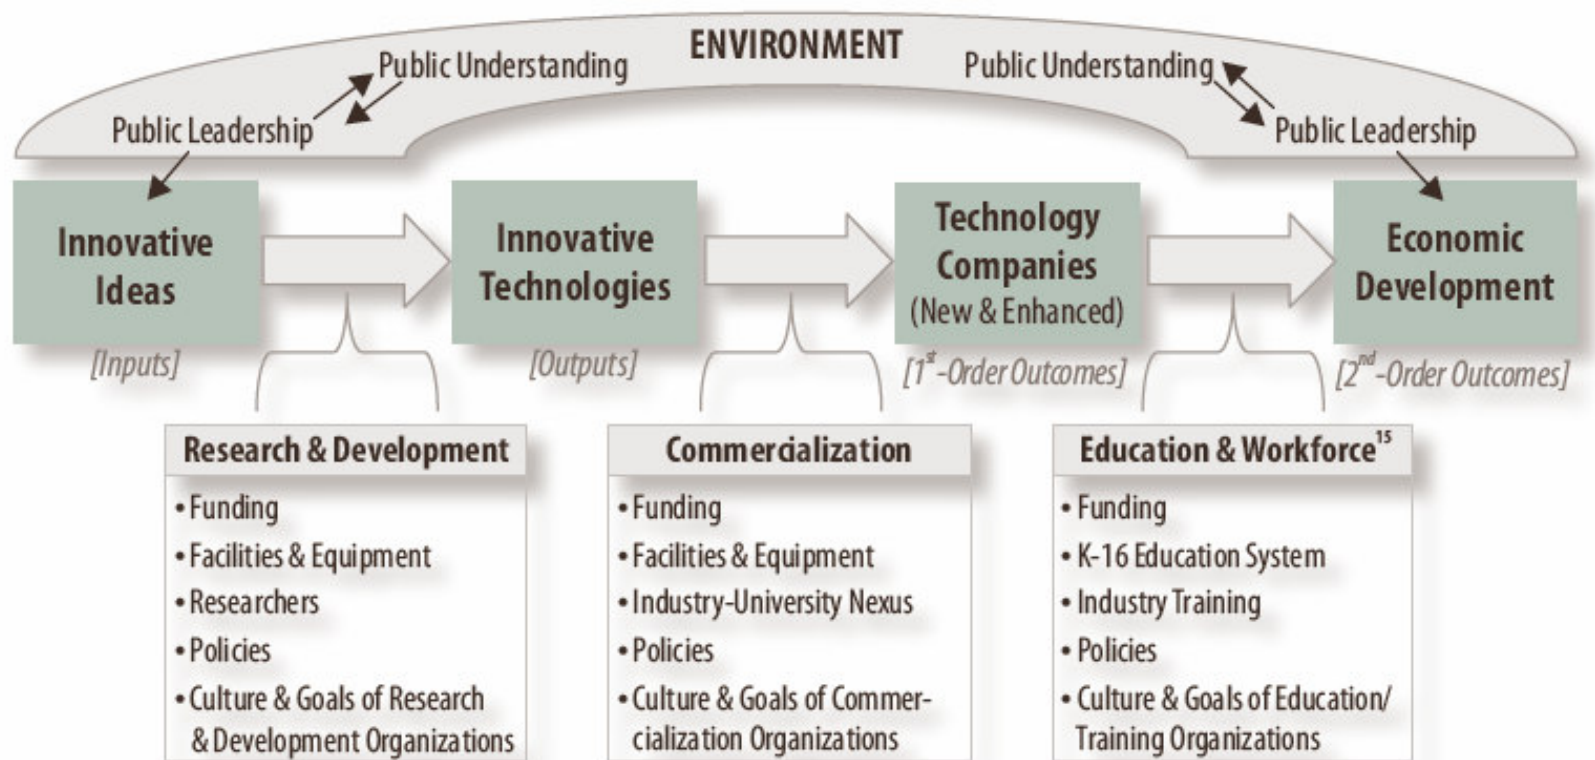 ENVIRONMENT
Public Understanding
Public Leadership
Public Understanding
Public Leadership
Innovative
Ideas
[Inputs]
Innovative
Technologies
[Outputs]
Technology
Companies
(New & Enhanced)
[1st-Order Outcomes]
Economic
Development
[2nd-Order Outcomes]
Research & Development
• Funding
• Facilities & Equipment
• Researchers
• Policies
• Culture & Goals of Research
& Development Organizations
Commercialization
• Funding
• Facilities & Equipment
• Industry-University Nexus
• Policies
• Culture & Goals of Commer-
cialization Organizations
Education & Workforce15
• Funding
• K-16 Education System
• Industry Training
• Policies
• Culture & Goals of Education/
Training Organizations